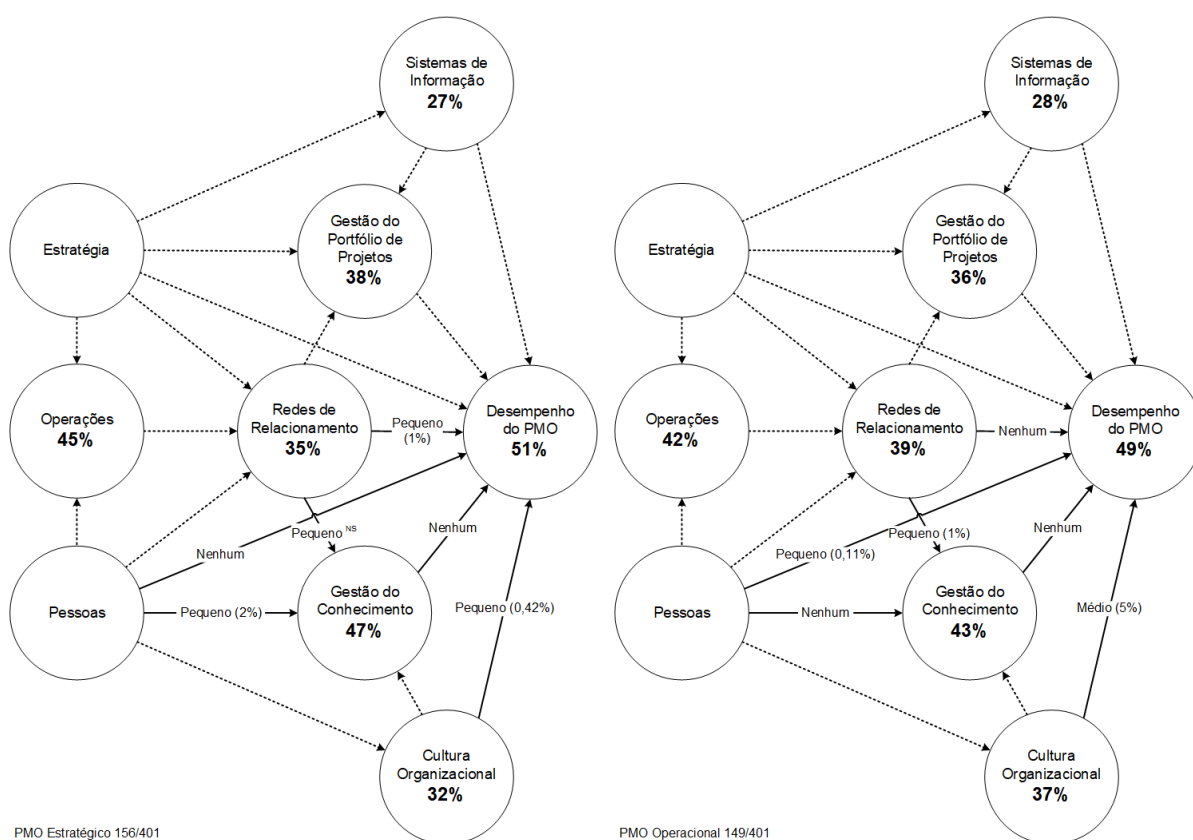 Sistemas de
Informação
27%
Estratégia
Gestão do
Portfólio de
Projetos
38%
Operações
45%
Redes de
Relacionamento
35%
Pequeno
(1%)
Desempenho
do PMO
51%
Pequeno NS
Nenhum
Nenhum
Pessoas
Pequeno (2%)
Gestão do
Conhecimento
47%
Pequeno (0,42%)
Cultura
Organizacional
32%
PMO Estratégico 156/401
Sistemas de
Informação
28%
Estratégia
Gestão do
Portfólio de
Projetos
36%
Operações
42%
Redes de
Relacionamento
39%
Nenhum
Desempenho
do PMO
49%
Pequeno (1%)
Nenhum
Pequeno (0,11%)
Pessoas
Nenhum
Gestão do
Conhecimento
43%
Médio (5%)
Cultura
Organizacional
37%
PMO Operacional 149/401